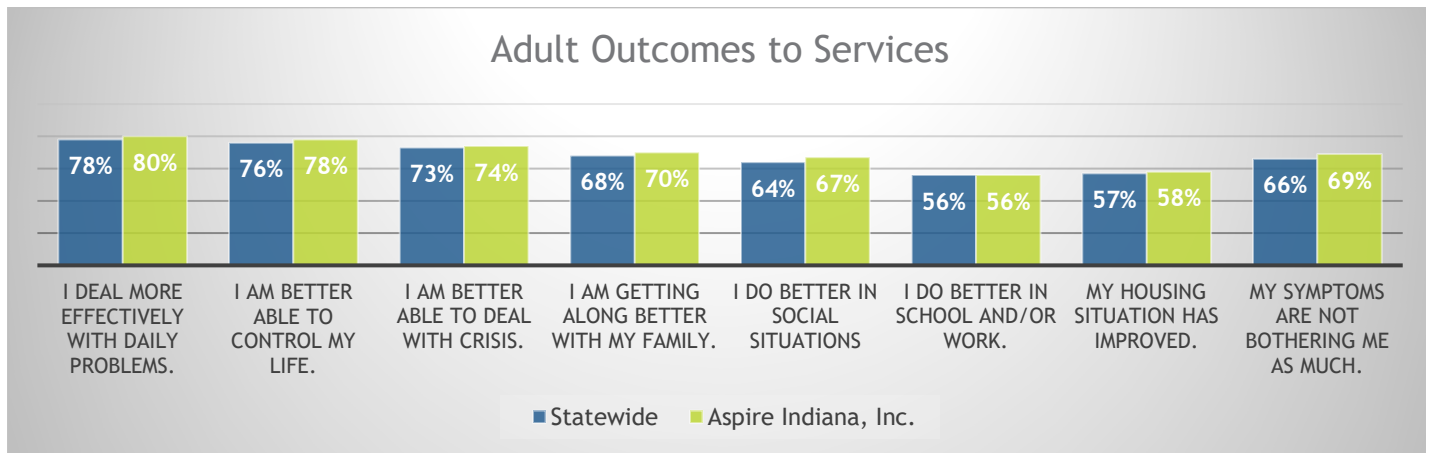 Adult Outcomes to Services
78% 80% 76% 78% 73% 74% 68% 70% 64% 67% 56% 56% 57% 58% 66% 69%
I DEAL MORE
EFFECTIVELY
WITH DAILY
PROBLEMS.
I AM BETTER
ABLE TO
CONTROL MY
LIFE.
I AM BETTER
ABLE TO DEAL
WITH CRISIS.
I AM GETTING
ALONG BETTER
WITH MY FAMILY.
I DO BETTER IN
SOCIAL
SITUATIONS
I DO BETTER IN
SCHOOL AND/OR
WORK.
MY HOUSING
SITUATION HAS
IMPROVED.
MY SYMPTOMS
ARE NOT
BOTHERING ME
AS MUCH.
Statewide Aspire Indiana, Inc.